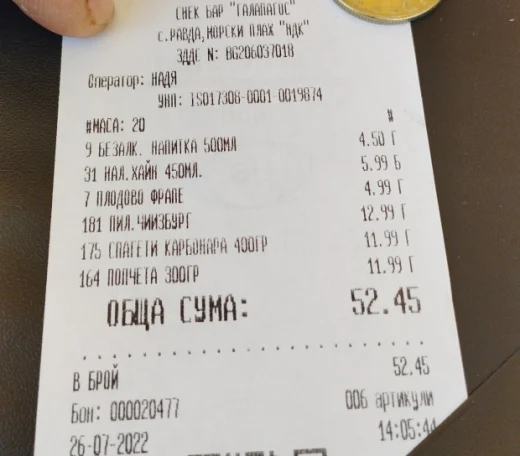 СНЕК БАР "ГАЛАПАГОС"
С.РАВДА,МОРСКИ ПЛАЖ "НДК"
ЗДДС N: BG206037018
Оператор: НАДЯ
УНП: IS017308-0001-0019874
#МАСА: 20 #
9 БЕЗАЛК. НАПИТКА 500МЛ 4.50 Г
31 НАЛ.ХАЙН 450МЛ. 5.99 Б
7 ПЛОДОВО ФРАПЕ 4.99 Г
181 ПИЛ.ЧИИЗБУРГ 12.99 Г
175 СПАГЕТИ КАРБОНАРА 400ГР 11.99 Г
164 ПОПЧЕТА 300ГР 11.99 Г
ОБЩА СУМА: 52.45
В БРОЙ 52.45
Бон: 000020477 006 артикули
26-07-2022 14:05:44